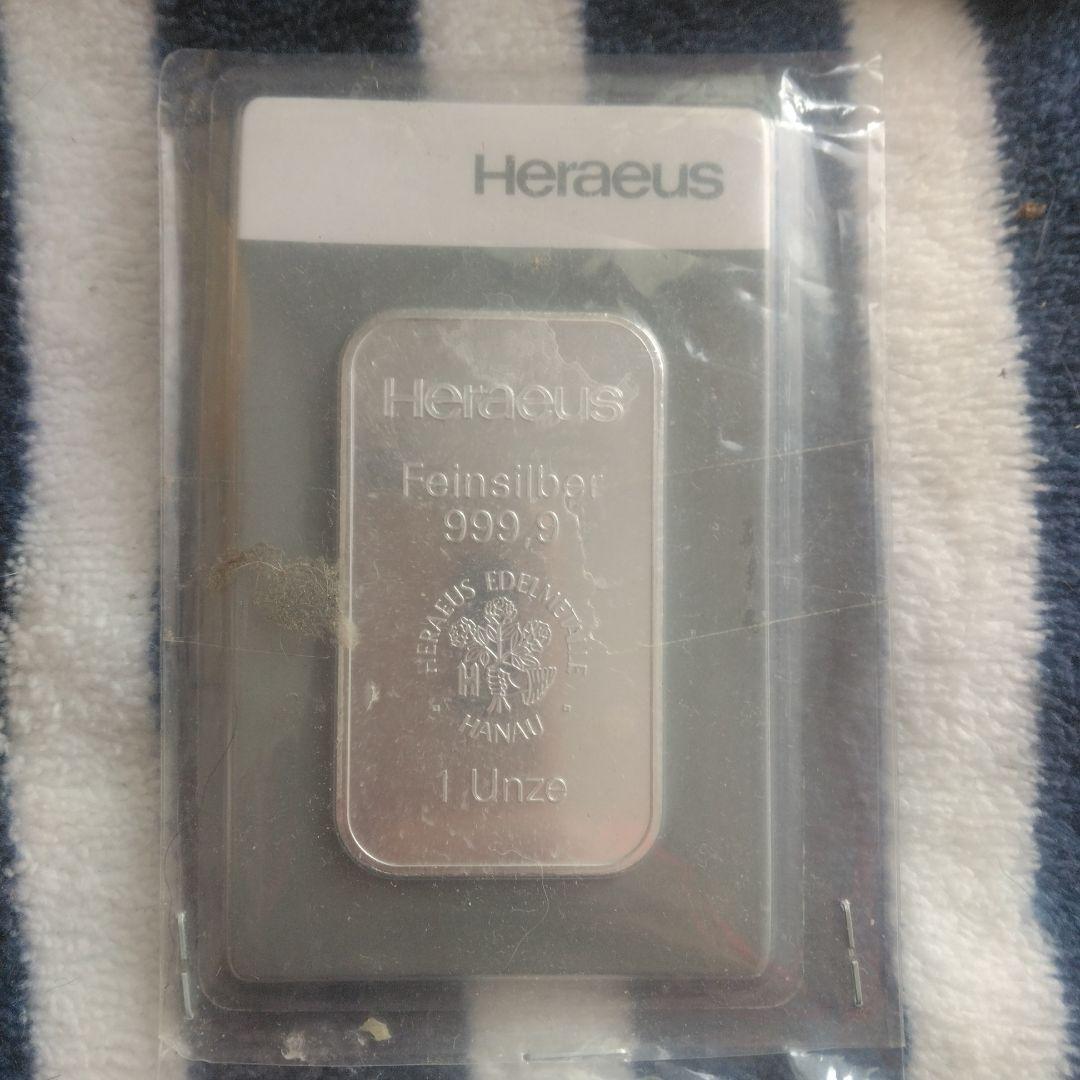 Heraeus
Heraeus
Feinsilber
999,9
HERAEUS EDELMETALLE
H
HANAU
1 Unze